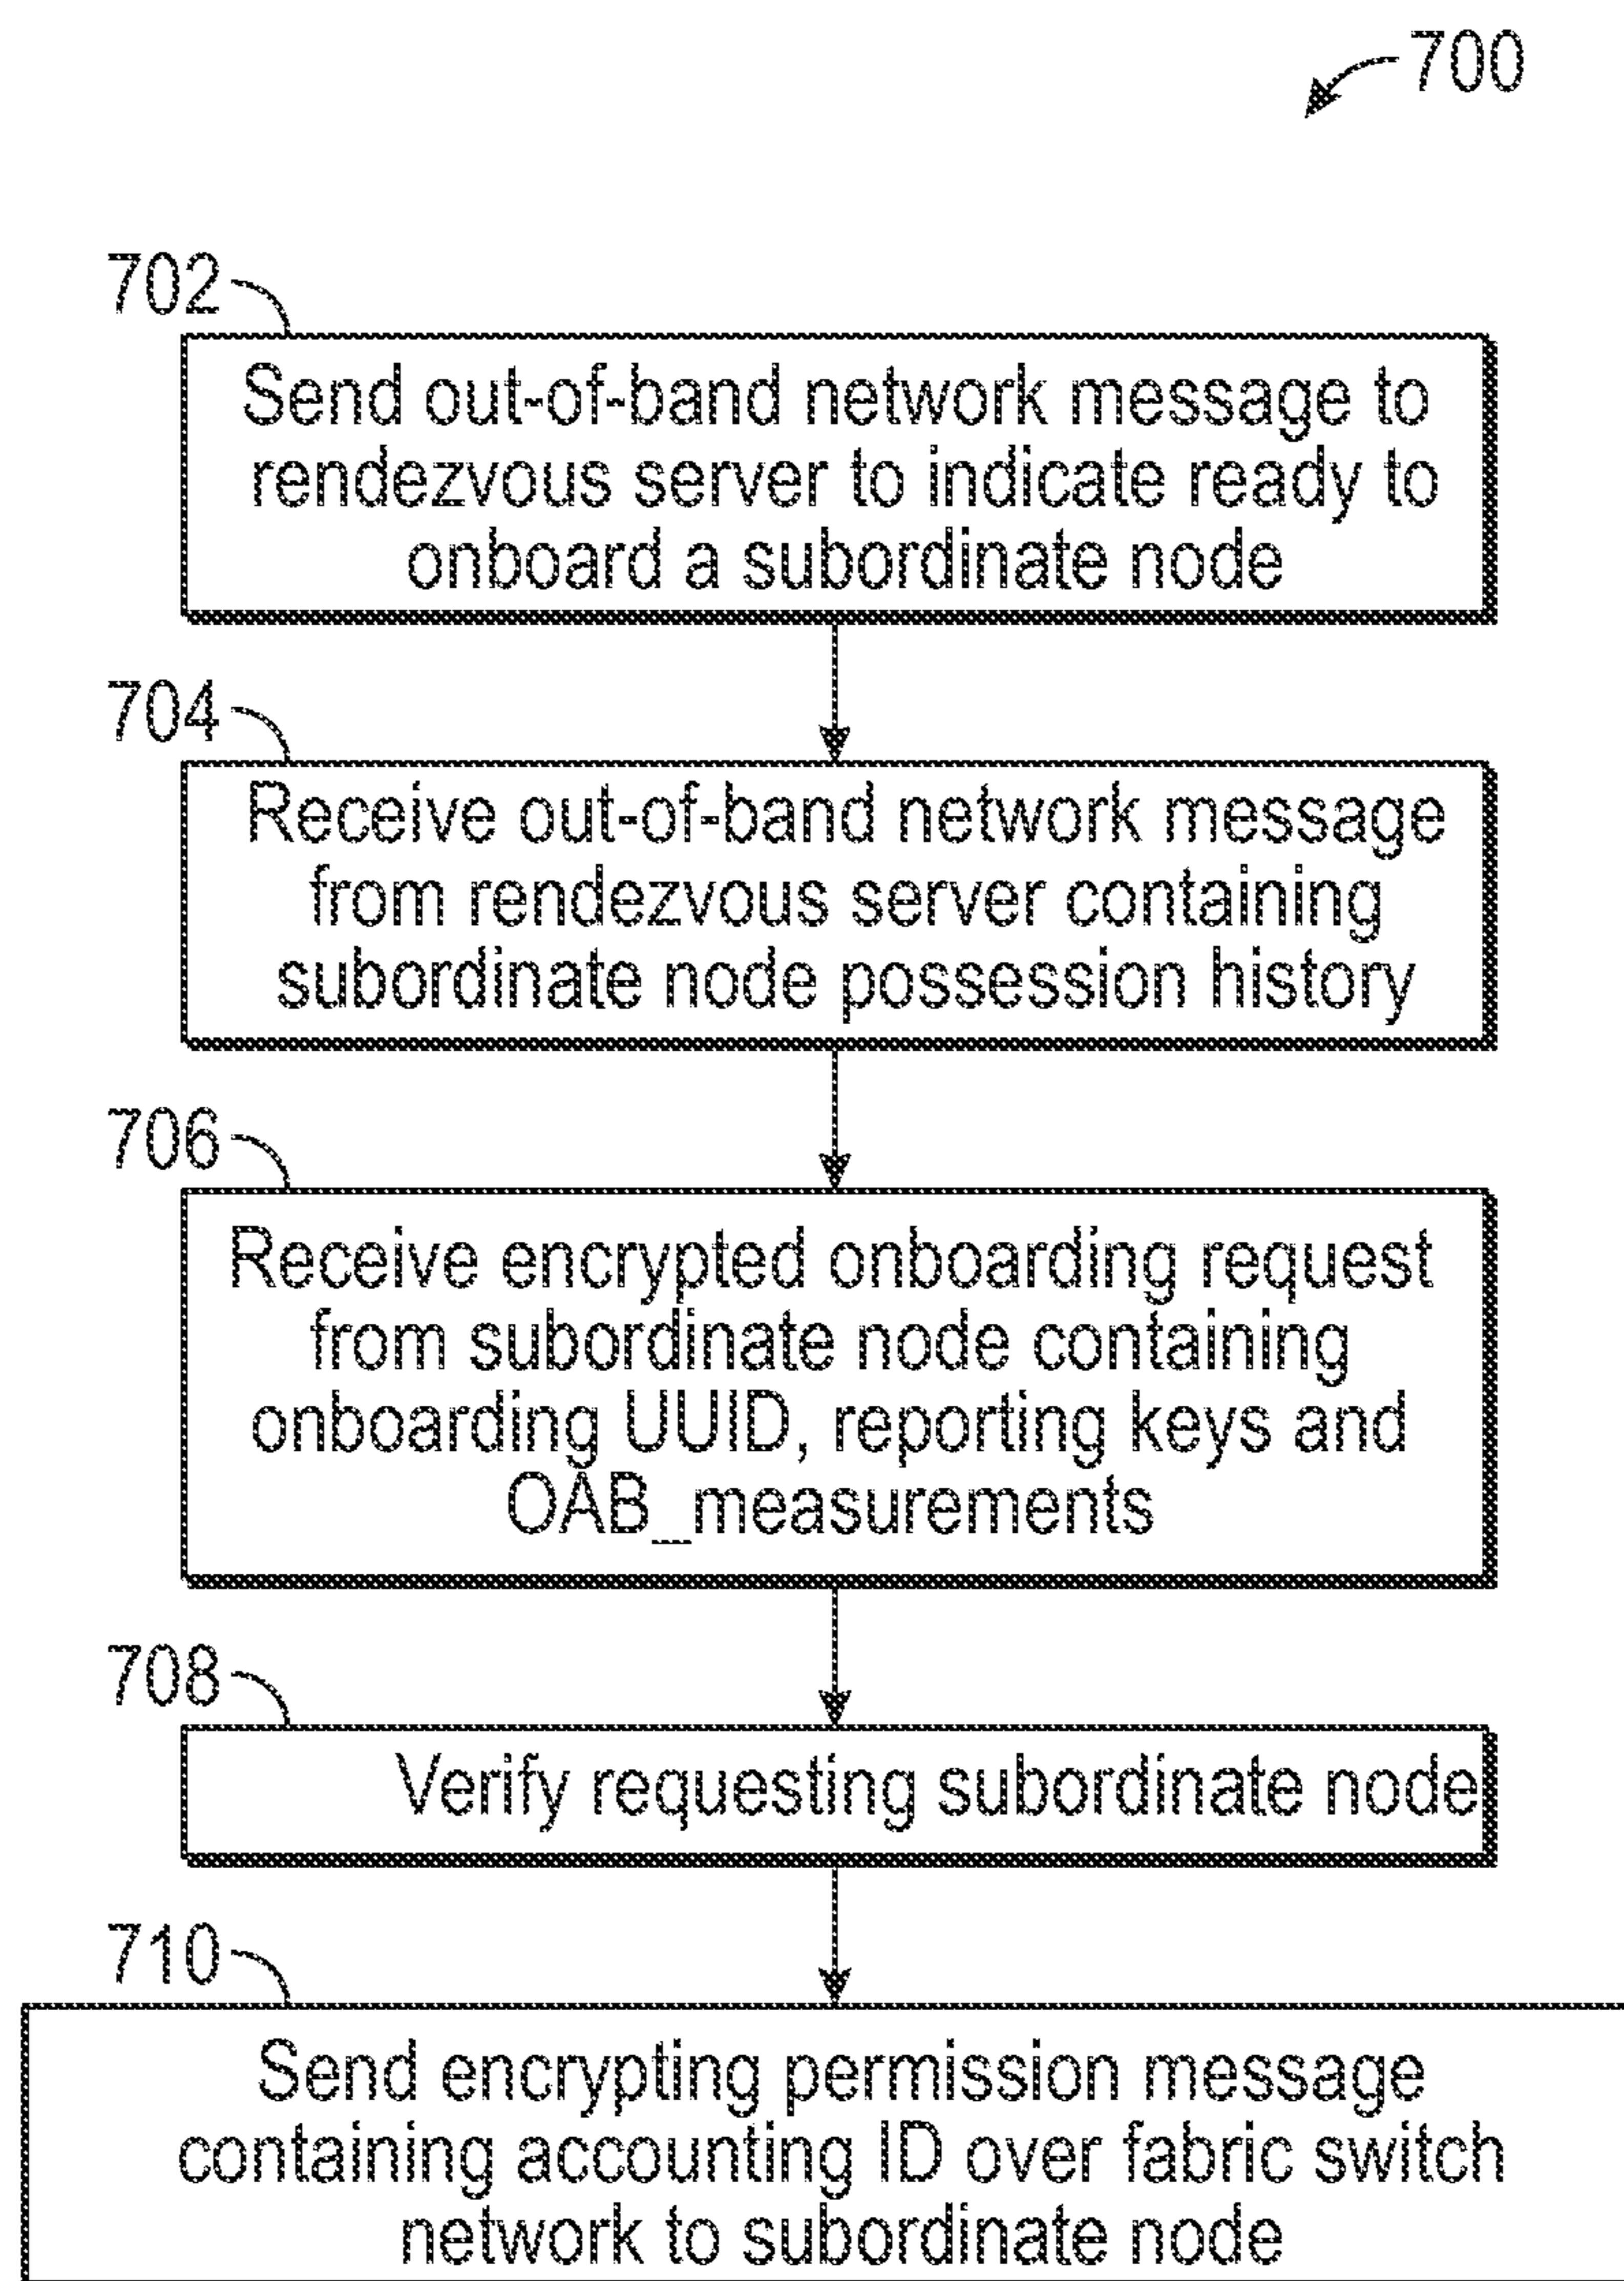 700
702
Send out-of-band network message to
rendezvous server to indicate ready to
onboard a subordinate node
704
Receive out-of-band network message
from rendezvous server containing
subordinate node possession history
706
Receive encrypted onboarding request
from subordinate node containing
onboarding UUID, reporting keys and
OAB_measurements
708
Verify requesting subordinate node
710
Send encrypting permission message
containing accounting ID over fabric switch
network to subordinate node